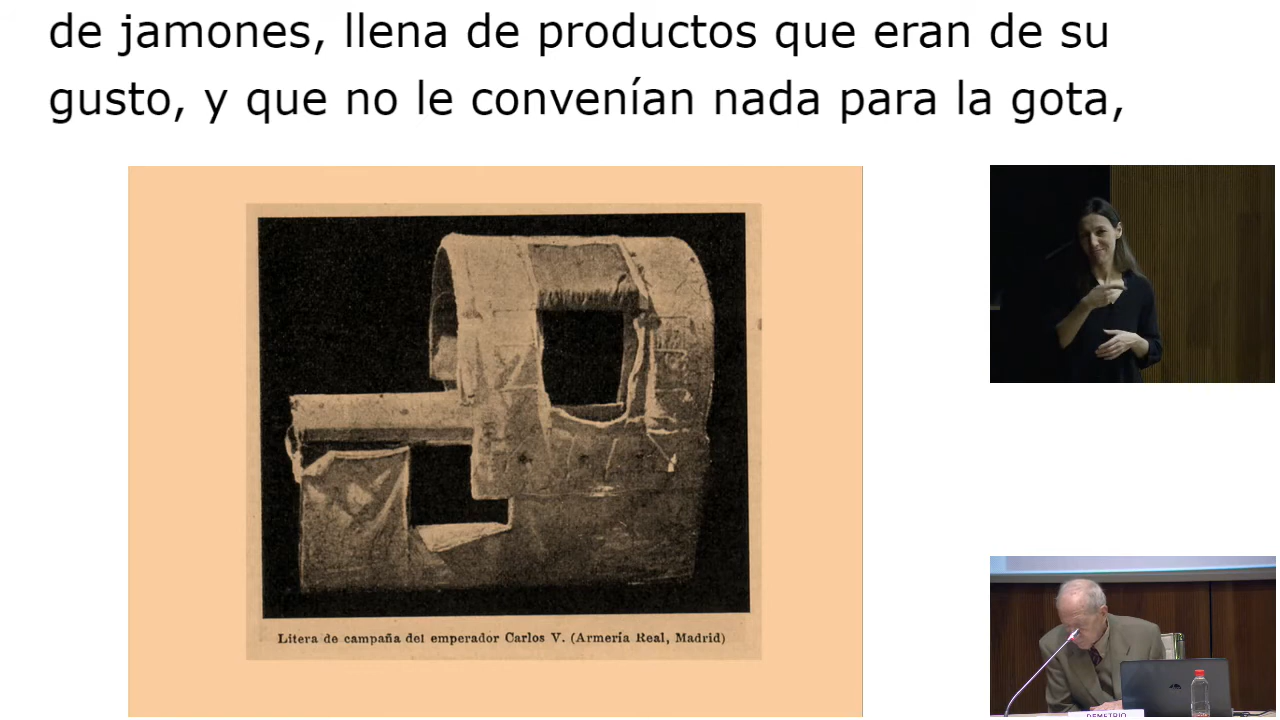 de jamones, llena de productos que eran de su
gusto, y que no le convenían nada para la gota,
Litera de campaña del emperador Carlos V. (Armería Real, Madrid)
DEMETRIO